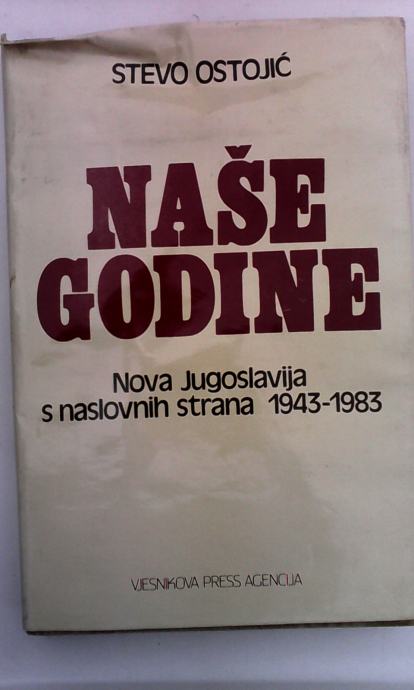 STEVO OSTOJIĆ
NAŠE
GODINE
Nova Jugoslavija
s naslovnih strana 1943-1983
VJESNIKOVA PRESS AGENCIJA